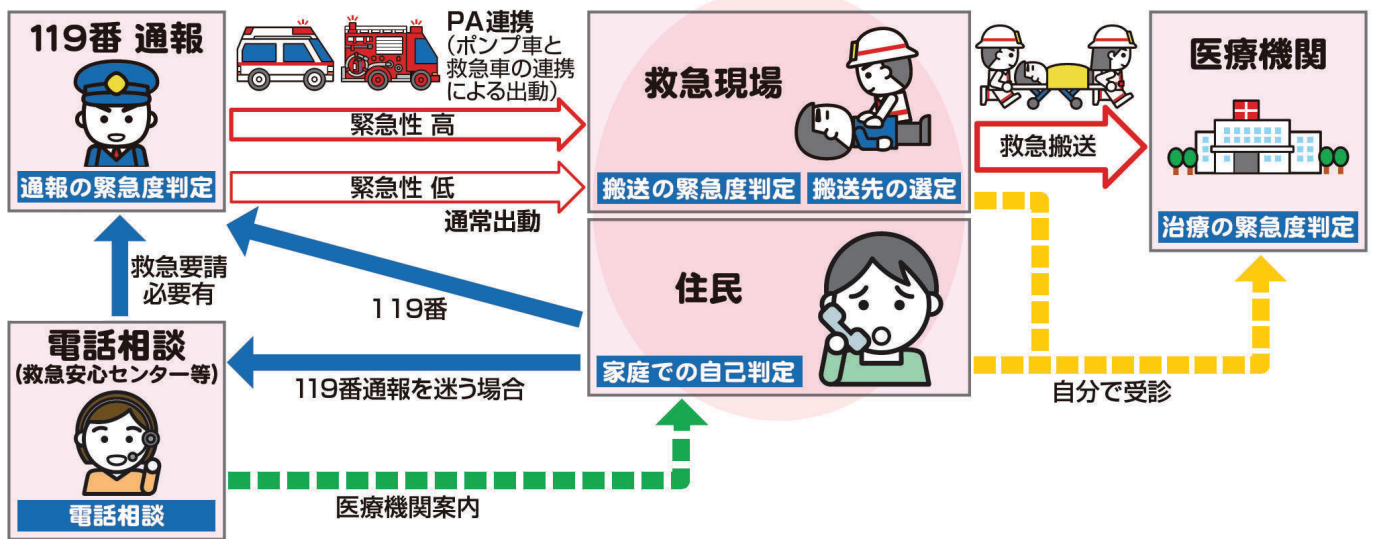 119番 通報
通報の緊急度判定
PA連携
(ポンプ車と
救急車の連携
による出動)
緊急性 高
緊急性 低
通常出動
救急現場
搬送の緊急度判定
搬送先の選定
救急搬送
医療機関
治療の緊急度判定
救急要請
必要有
119番
住民
家庭での自己判定
電話相談
(救急安心センター等)
電話相談
119番通報を迷う場合
自分で受診
医療機関案内